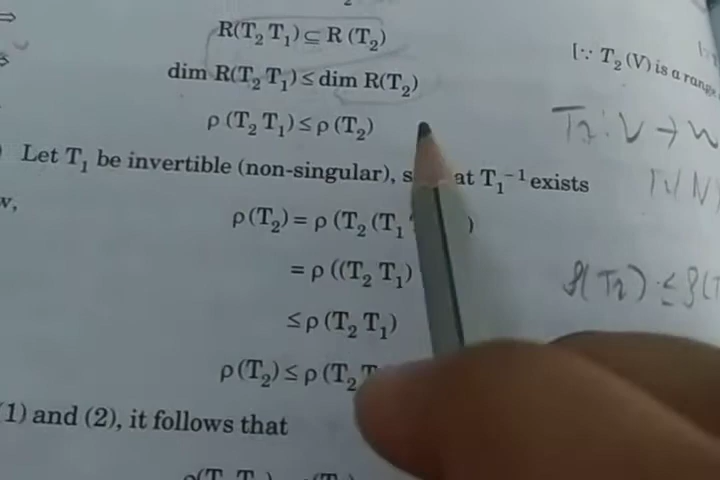 ⇒ R(T₂ T₁) ⊆ R (T₂)
dim R(T₂ T₁) ≤ dim R(T₂) [∵ T₂ (V) is a range
ρ (T₂ T₁) ≤ ρ (T₂)
T₂ : V → W
) Let T₁ be invertible (non-singular), s at T₁⁻¹ exists
w,
ρ (T₂) = ρ (T₂ (T₁ )
= ρ ((T₂ T₁)
ρ(T₂) ≤ ρ(T
≤ ρ (T₂ T₁)
ρ (T₂) ≤ ρ (T₂ T
(1) and (2), it follows that